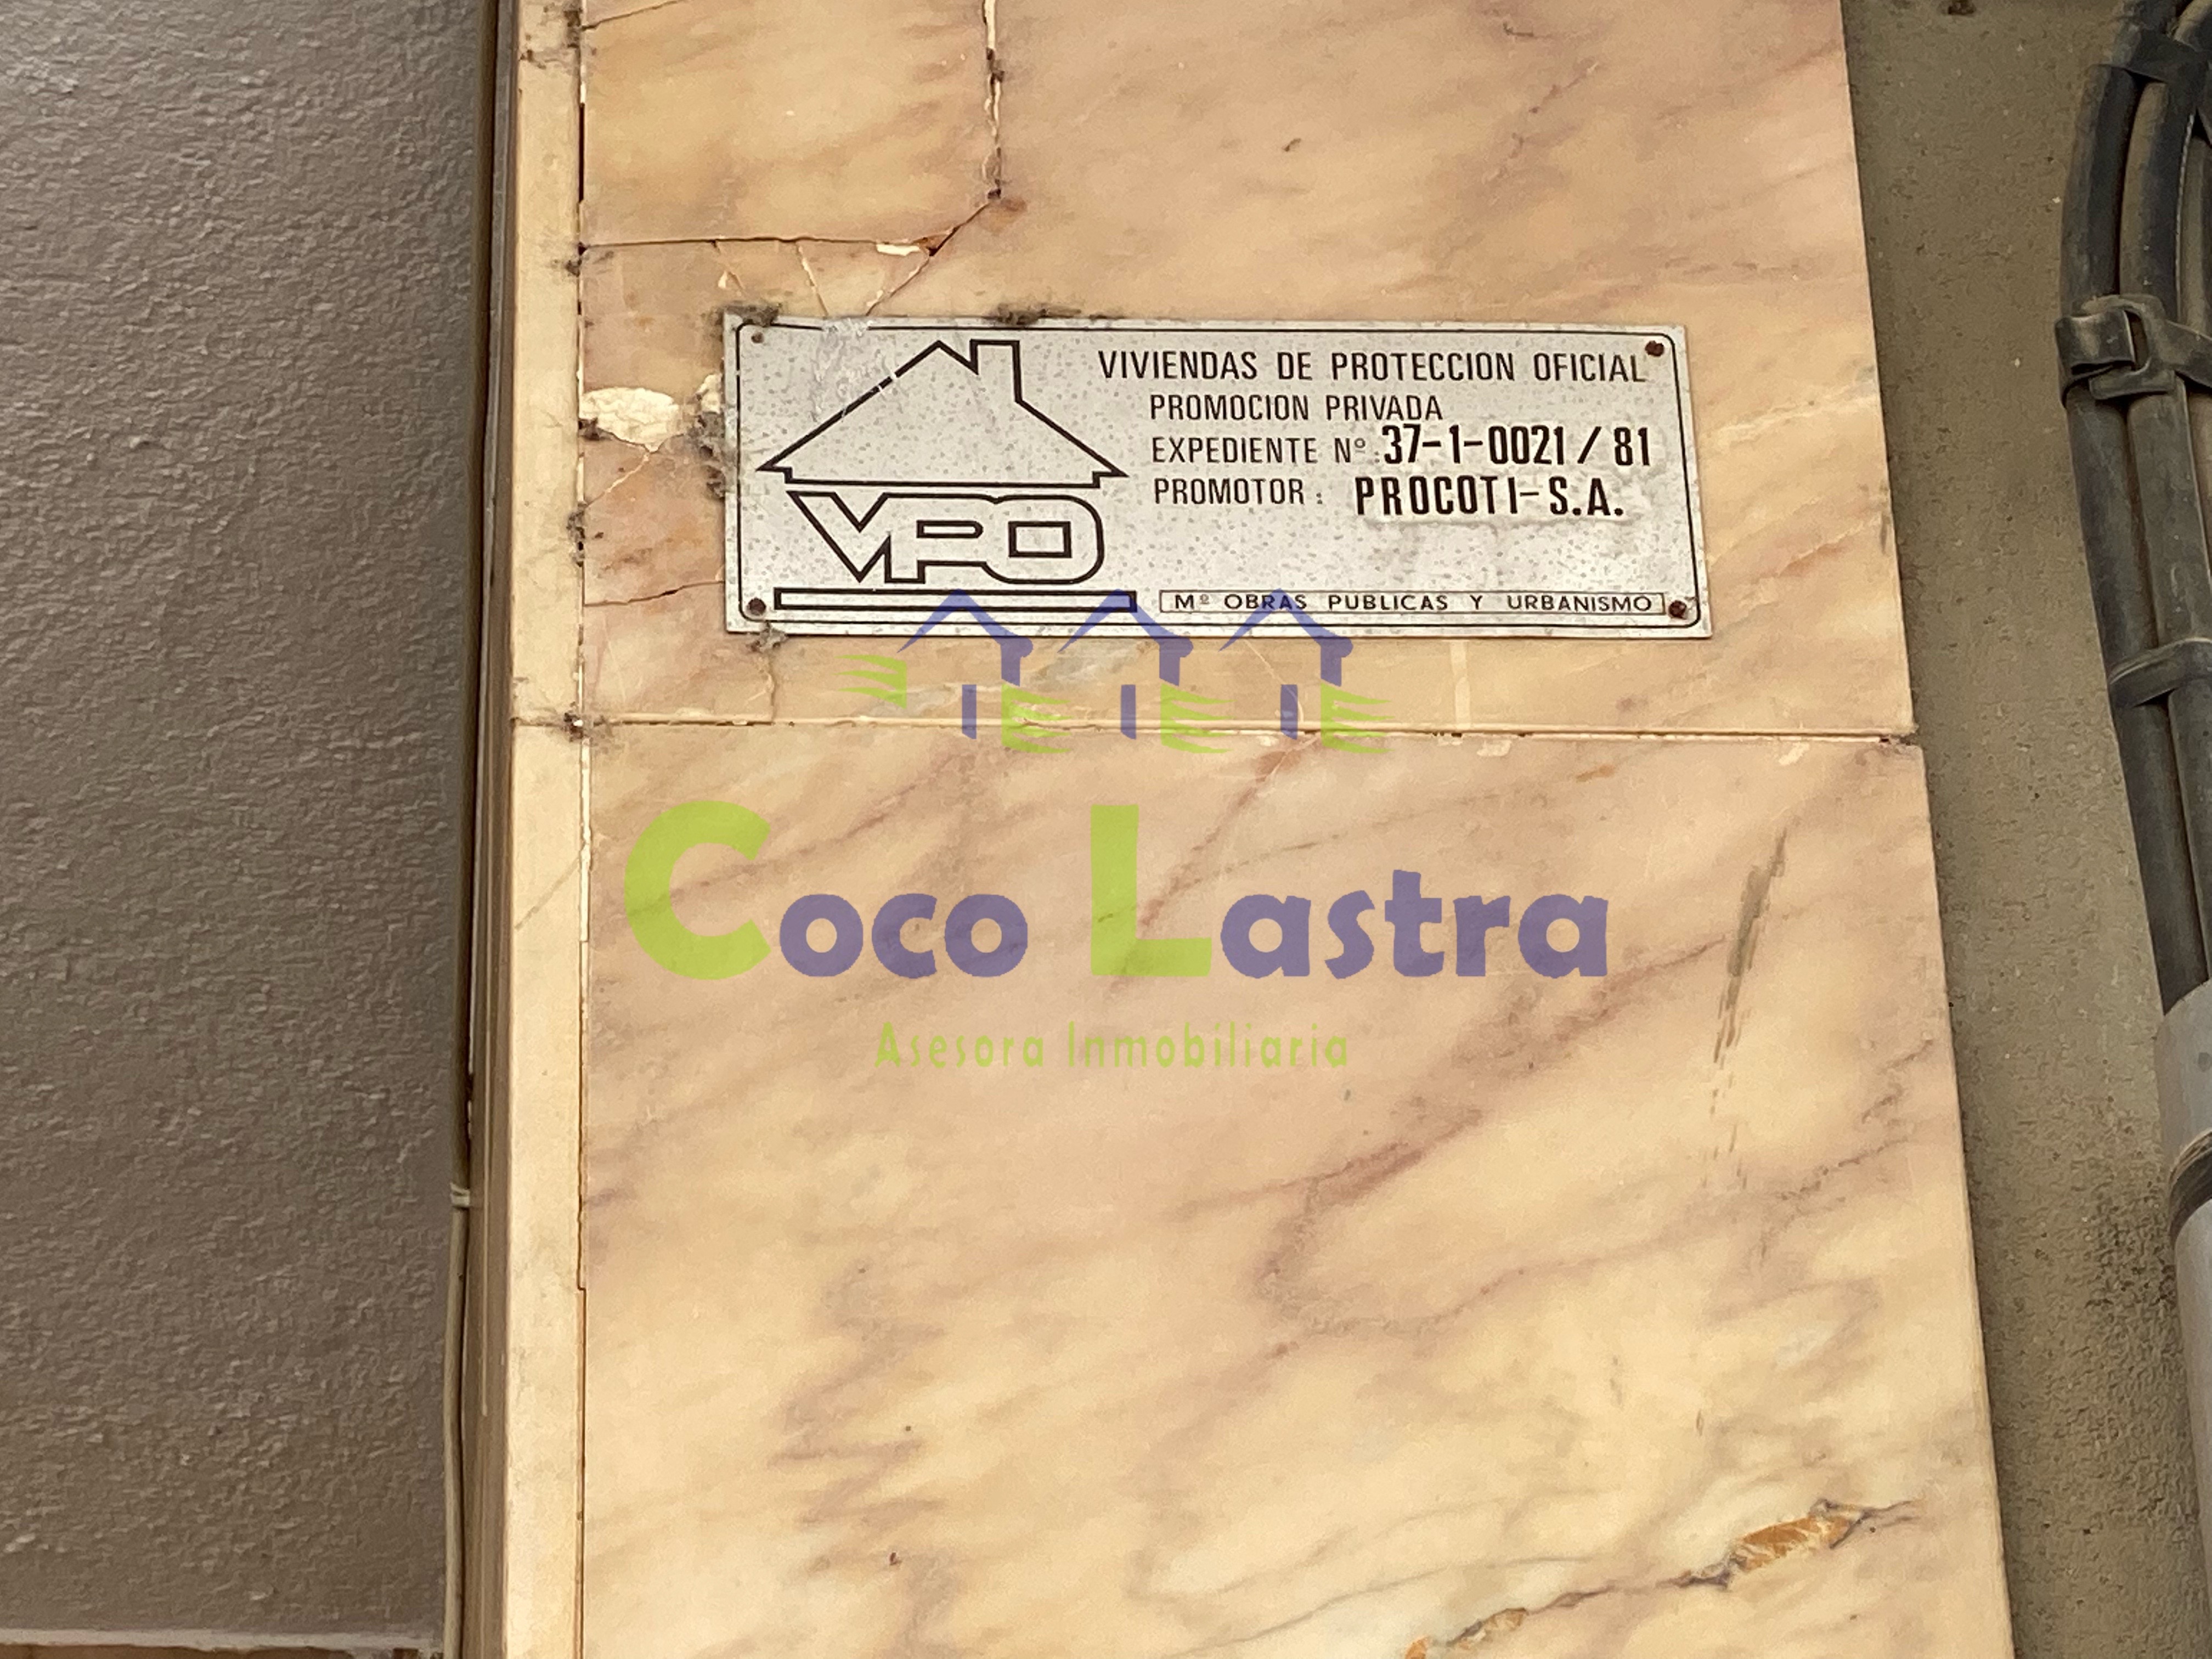 VIVIENDAS DE PROTECCION OFICIAL
PROMOCION PRIVADA
EXPEDIENTE Nº: 37-1-0021/81
PROMOTOR: PROCOTI-S.A.
VPO
Mº OBRAS PUBLICAS Y URBANISMO
Coco Lastra
Asesora Inmobiliaria